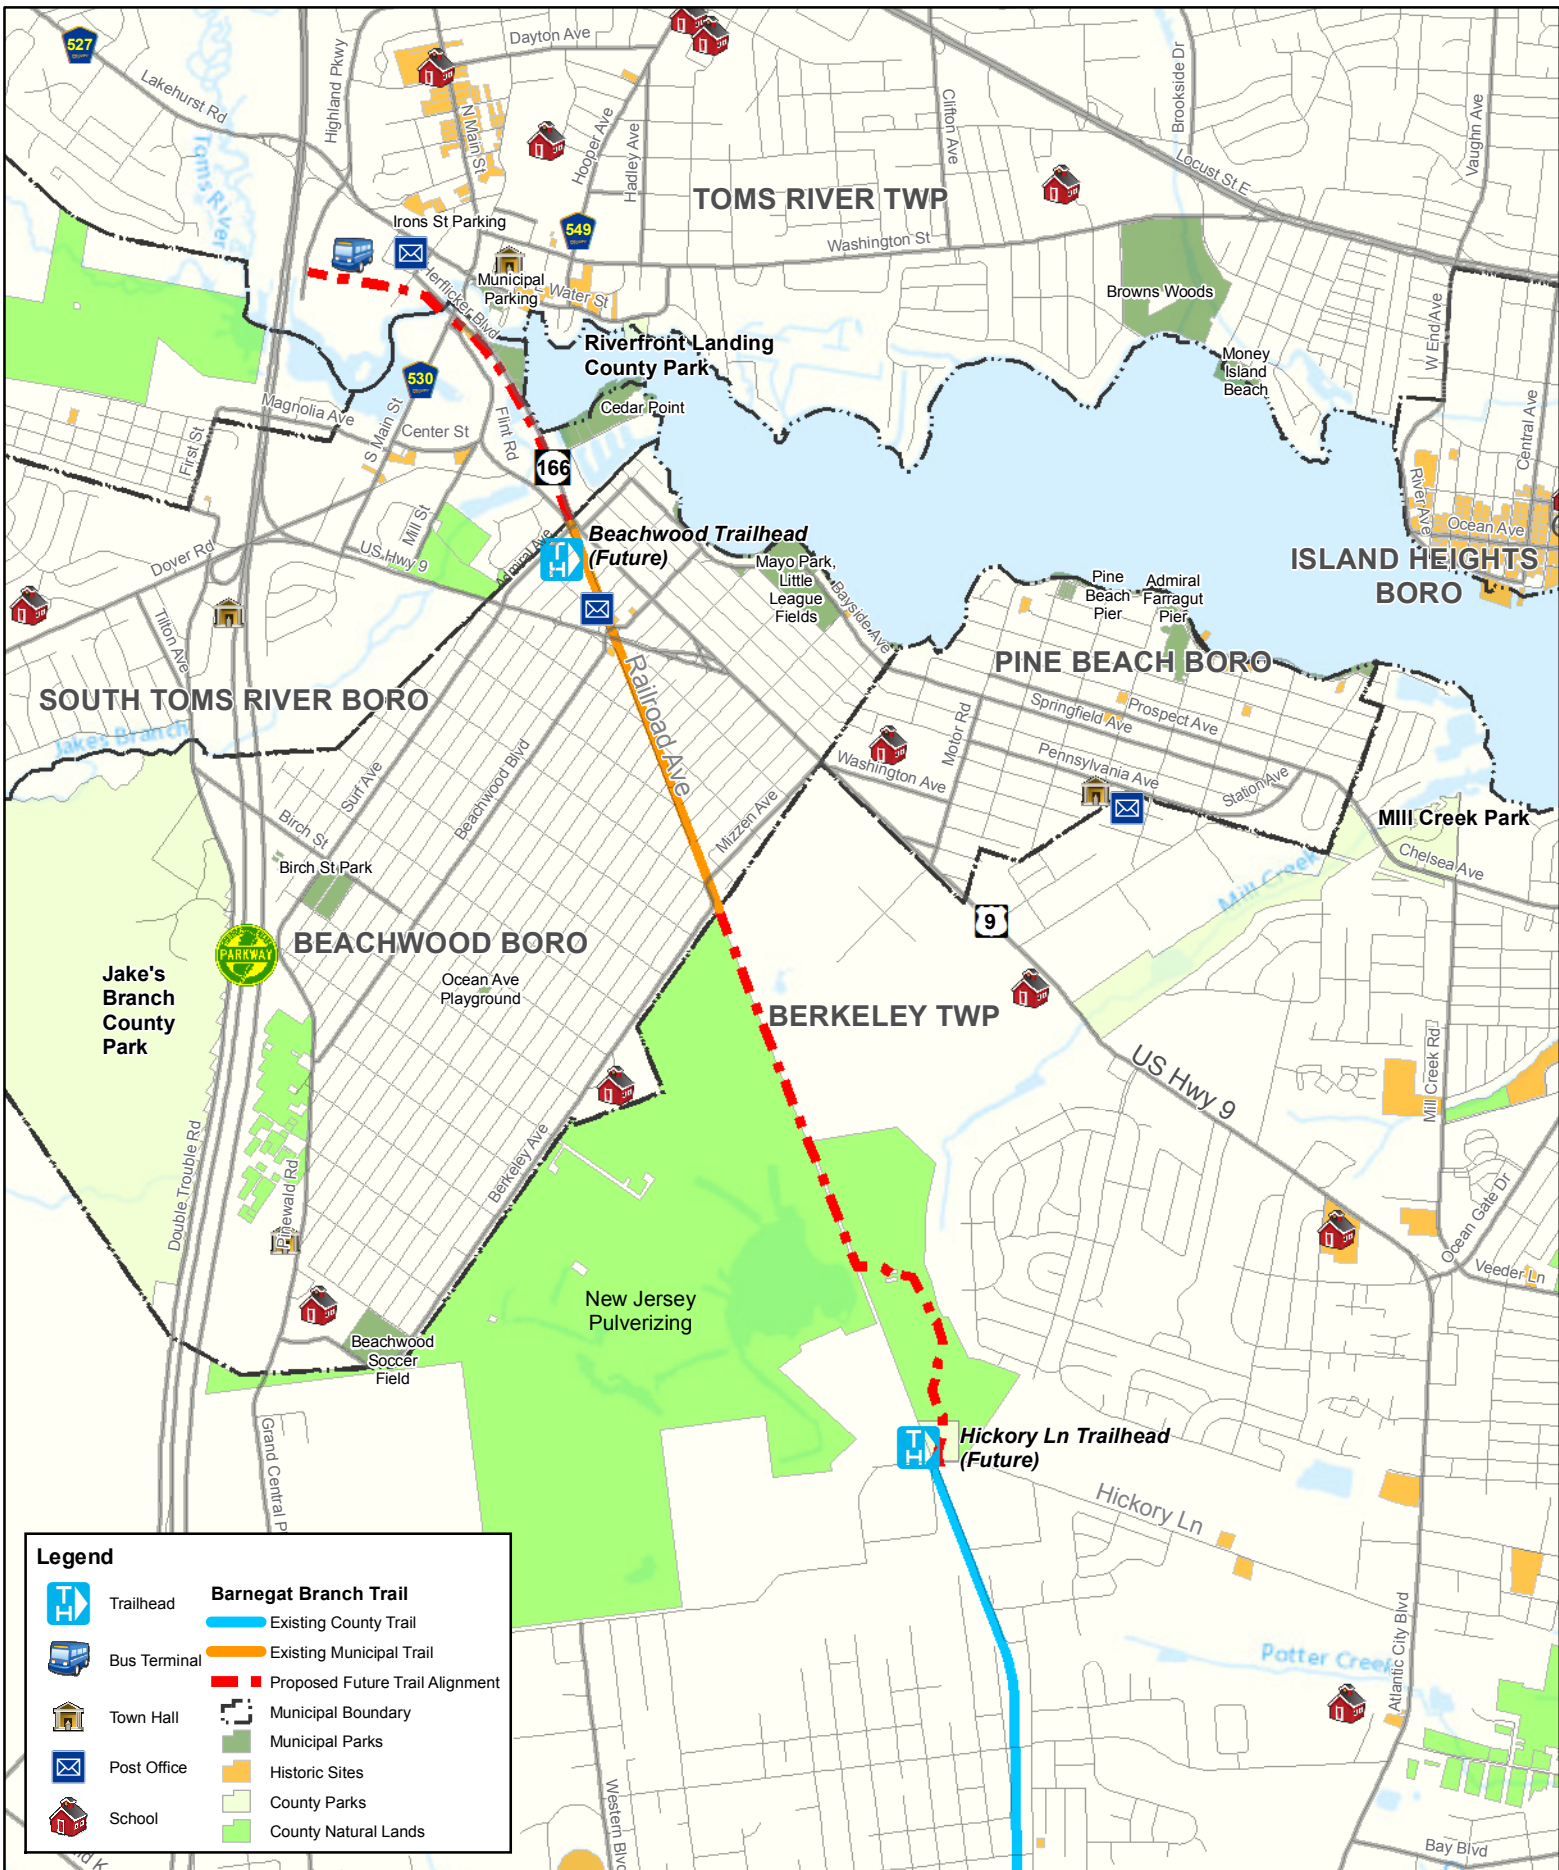 527
Lakehurst Rd
Highland Pkwy
Dayton Ave
N Main St
Hooper Ave
Hadley Ave
Clifton Ave
Brookside Dr
Locust St E
Vaughn Ave
Toms River
TOMS RIVER TWP
Irons St Parking
549
Washington St
Municipal
Parking
E Water St
Herflicker Blvd
Browns Woods
Riverfront Landing
County Park
Money
Island
Beach
W End Ave
Central Ave
530
Cedar Point
Magnolia Ave
Center St
Flint Rd
First St
S Main St
166
River Ave
Ocean Ave
Mill St
Dover Rd
US Hwy 9
Admiral Ave
Beachwood Trailhead
(Future)
Mayo Park,
Little
League
Fields
Bayside Ave
Pine
Beach
Pier
Admiral
Farragut
Pier
ISLAND HEIGHTS
BORO
Tilton Ave
Railroad Ave
PINE BEACH BORO
SOUTH TOMS RIVER BORO
Jakes Branch
Springfield Ave
Prospect Ave
Motor Rd
Pennsylvania Ave
Washington Ave
Station Ave
Surf Ave
Beachwood Blvd
Mizzen Ave
Birch St
MIll Creek Park
Chelsea Ave
Birch St Park
Mill Creek
9
PARKWAY
BEACHWOOD BORO
Jake's
Branch
County
Park
Ocean Ave
Playground
BERKELEY TWP
US Hwy 9
Mill Creek Rd
Double Trouble Rd
Pinewald Rd
Berkeley Ave
Ocean Gate Dr
Veeder Ln
New Jersey
Pulverizing
Beachwood
Soccer
Field
Grand Central P
Hickory Ln Trailhead
(Future)
Hickory Ln
Atlantic City Blvd
Potter Creek
Western Blvd
Bay Blvd
Legend
TH
Trailhead
Bus Terminal
Town Hall
Post Office
School
Barnegat Branch Trail
Existing County Trail
Existing Municipal Trail
Proposed Future Trail Alignment
Municipal Boundary
Municipal Parks
Historic Sites
County Parks
County Natural Lands